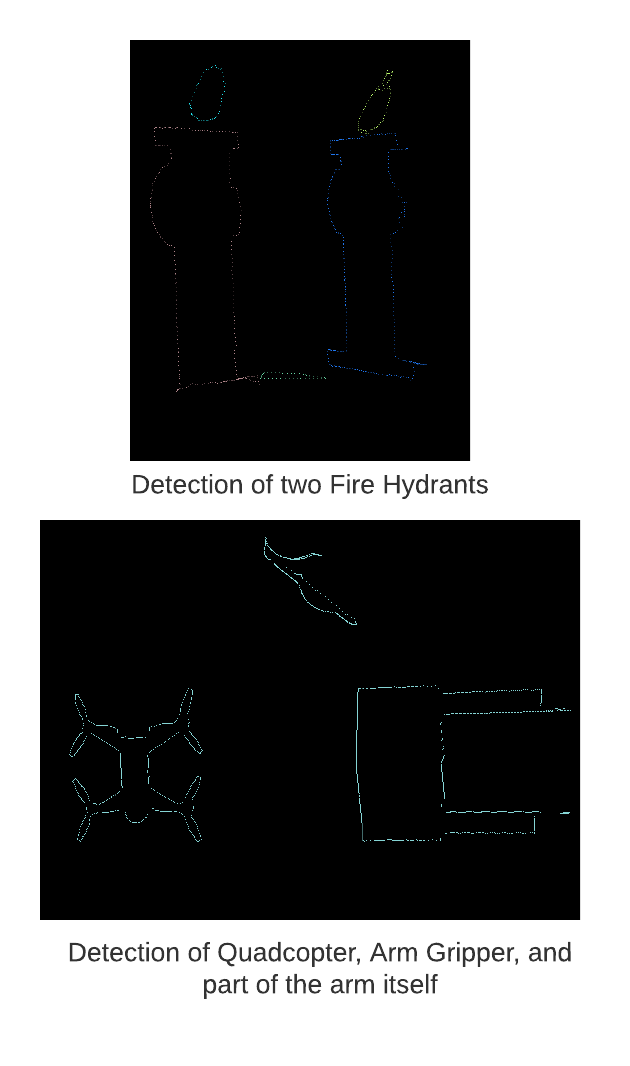 Detection of two Fire Hydrants
Detection of Quadcopter, Arm Gripper, and
part of the arm itself